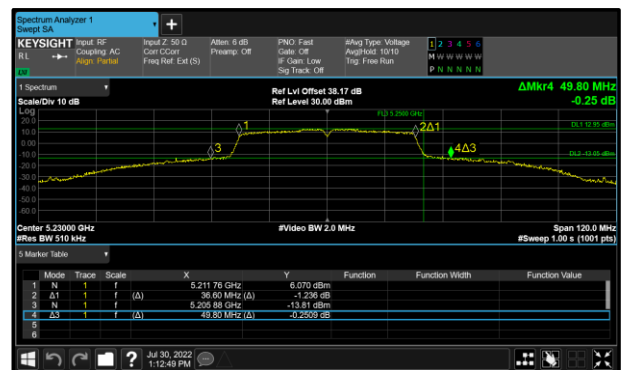 Spectrum Analyzer 1
Swept SA
+
KEYSIGHT Input: RF Input Z: 50 Ω Atten: 6 dB PNO: Fast #Avg Type: Voltage 1 2 3 4 5 6
RL Coupling: AC Corr CCorr Preamp: Off Gate: Off Avg|Hold: 10/10 M W W W W W
Align: Partial Freq Ref: Ext (S) IF Gain: Low Trig: Free Run
Sig Track: Off P N N N N N
1 Spectrum Ref Lvl Offset 38.17 dB ΔMkr4 49.80 MHz
Scale/Div 10 dB Ref Level 30.00 dBm -0.25 dB
Log
FL3 5.2500 GHz
20.0
10.0
0.00
-10.0
-20.0
-30.0
-40.0
-50.0
-60.0
1
2Δ1
3
4Δ3
DL1 12.95 dBm
DL2 -13.05 dBm
Center 5.23000 GHz #Video BW 2.0 MHz Span 120.0 MHz
#Res BW 510 kHz #Sweep 1.00 s (1001 pts)
5 Marker Table
Mode Trace Scale X Y Function Function Width Function Value
1 N 1 f 5.211 76 GHz 6.070 dBm
2 Δ1 1 f (Δ) 36.60 MHz (Δ) -1.236 dB
3 N 1 f 5.205 88 GHz -13.81 dBm
4 Δ3 1 f (Δ) 49.80 MHz (Δ) -0.2509 dB
5
6
? Jul 30, 2022
1:12:49 PM